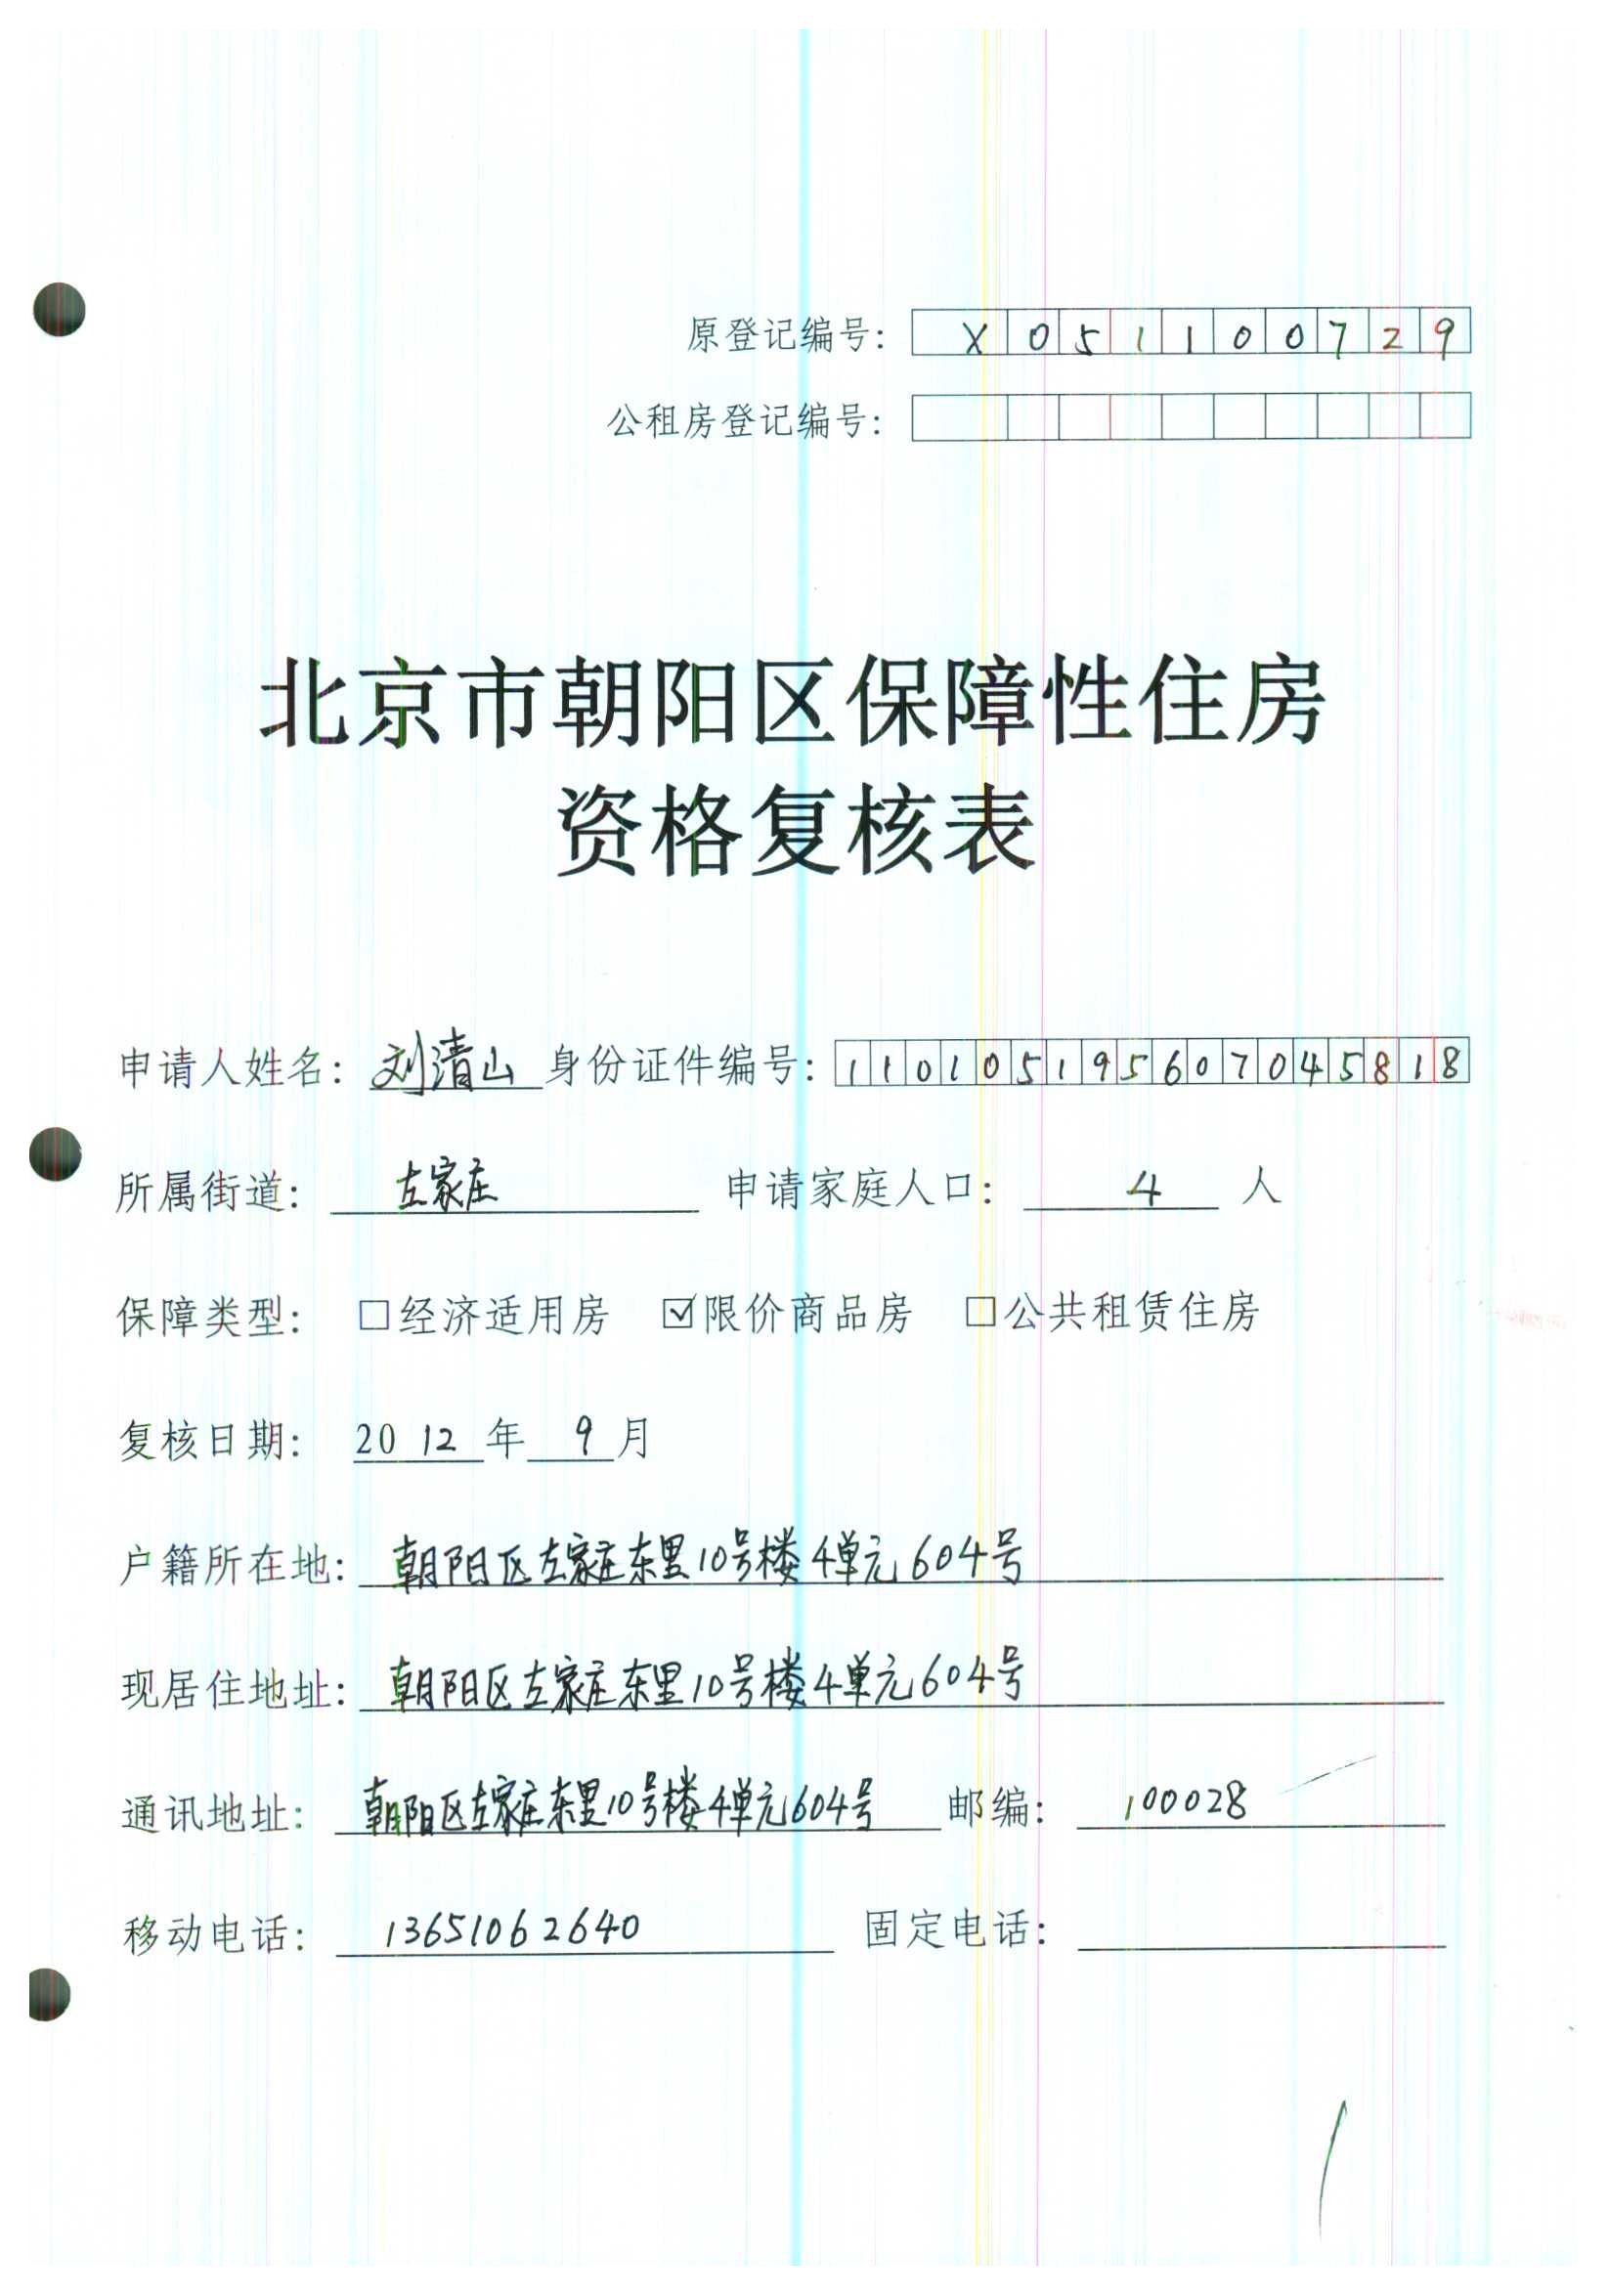 原登记编号: X051100729
公租房登记编号:
北京市朝阳区保障性住房
资格复核表
申请人姓名: 刘清山 身份证件编号: 110105195607045818
所属街道: 左家庄 申请家庭人口: 4 人
保障类型: □经济适用房 ☑限价商品房 □公共租赁住房
复核日期: 2012年 9月
户籍所在地: 朝阳区左家庄东里10号楼4单元604号
现居住地址: 朝阳区左家庄东里10号楼4单元604号
通讯地址: 朝阳区左家庄东里10号楼4单元604号 邮编: 100028
移动电话: 13651062640 固定电话: